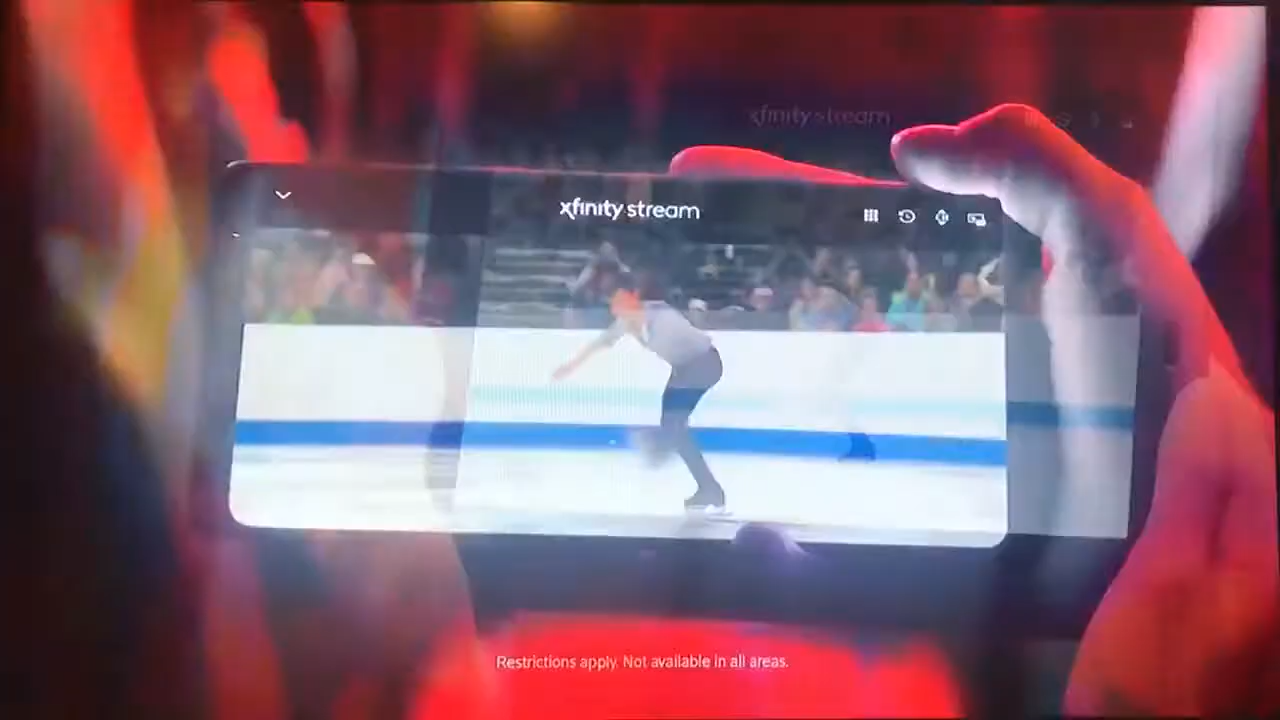 xfinity stream
xfinity stream
Restrictions apply. Not available in all areas.